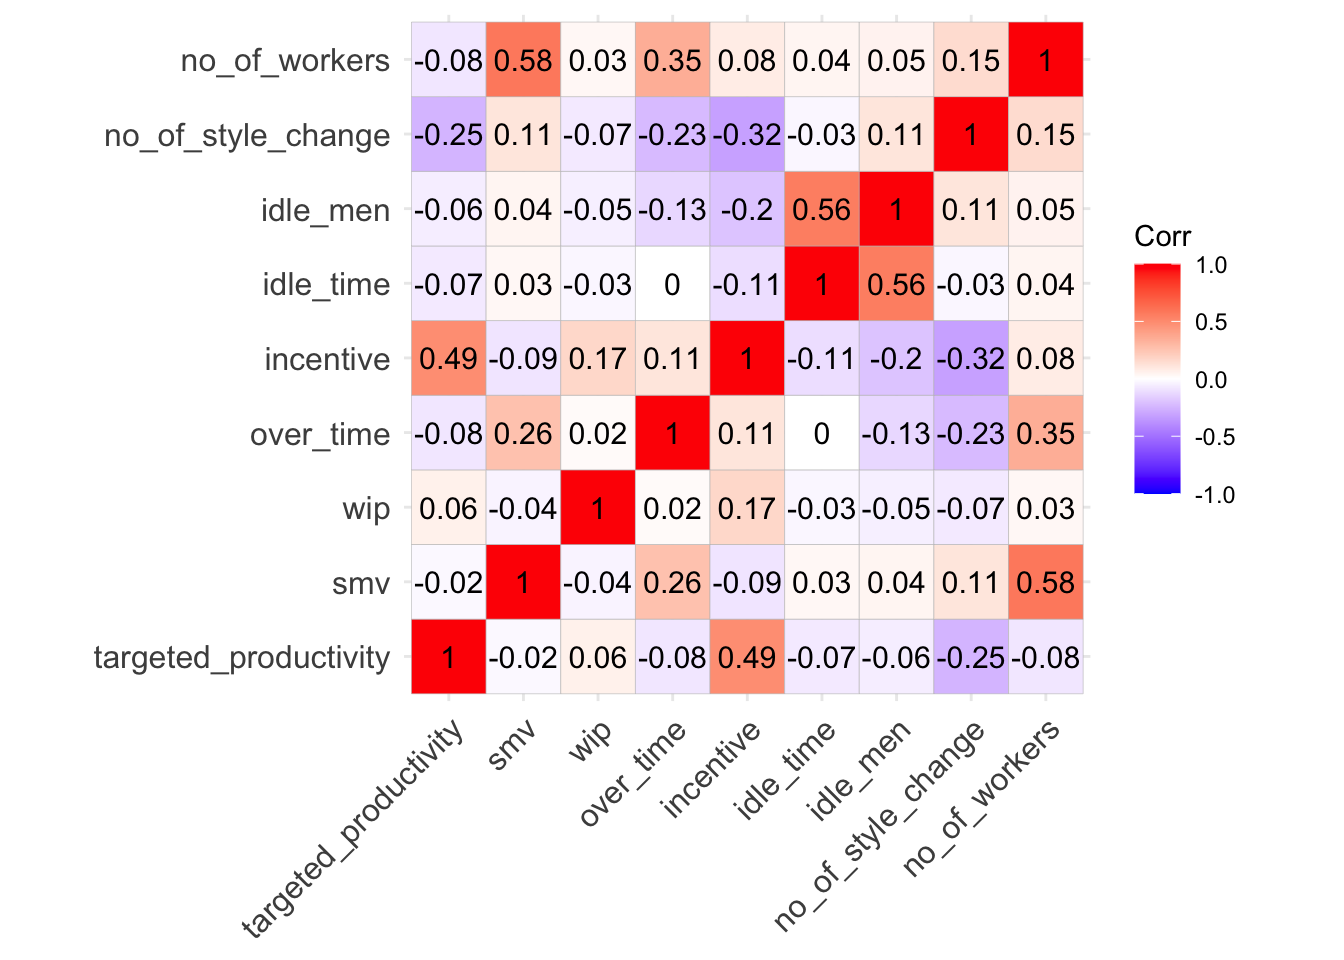 no_of_workers -0.08 0.58 0.03 0.35 0.08 0.04 0.05 0.15 1
no_of_style_change -0.25 0.11 -0.07 -0.23 -0.32 -0.03 0.11 1 0.15
idle_men -0.06 0.04 -0.05 -0.13 -0.2 0.56 1 0.11 0.05
idle_time -0.07 0.03 -0.03 0 -0.11 1 0.56 -0.03 0.04
incentive 0.49 -0.09 0.17 0.11 1 -0.11 -0.2 -0.32 0.08
over_time -0.08 0.26 0.02 1 0.11 0 -0.13 -0.23 0.35
wip 0.06 -0.04 1 0.02 0.17 -0.03 -0.05 -0.07 0.03
smv -0.02 1 -0.04 0.26 -0.09 0.03 0.04 0.11 0.58
targeted_productivity 1 -0.02 0.06 -0.08 0.49 -0.07 -0.06 -0.25 -0.08
targeted_productivity
smv
wip
over_time
incentive
idle_time
idle_men
no_of_style_change
no_of_workers
Corr
1.0
0.5
0.0
-0.5
-1.0